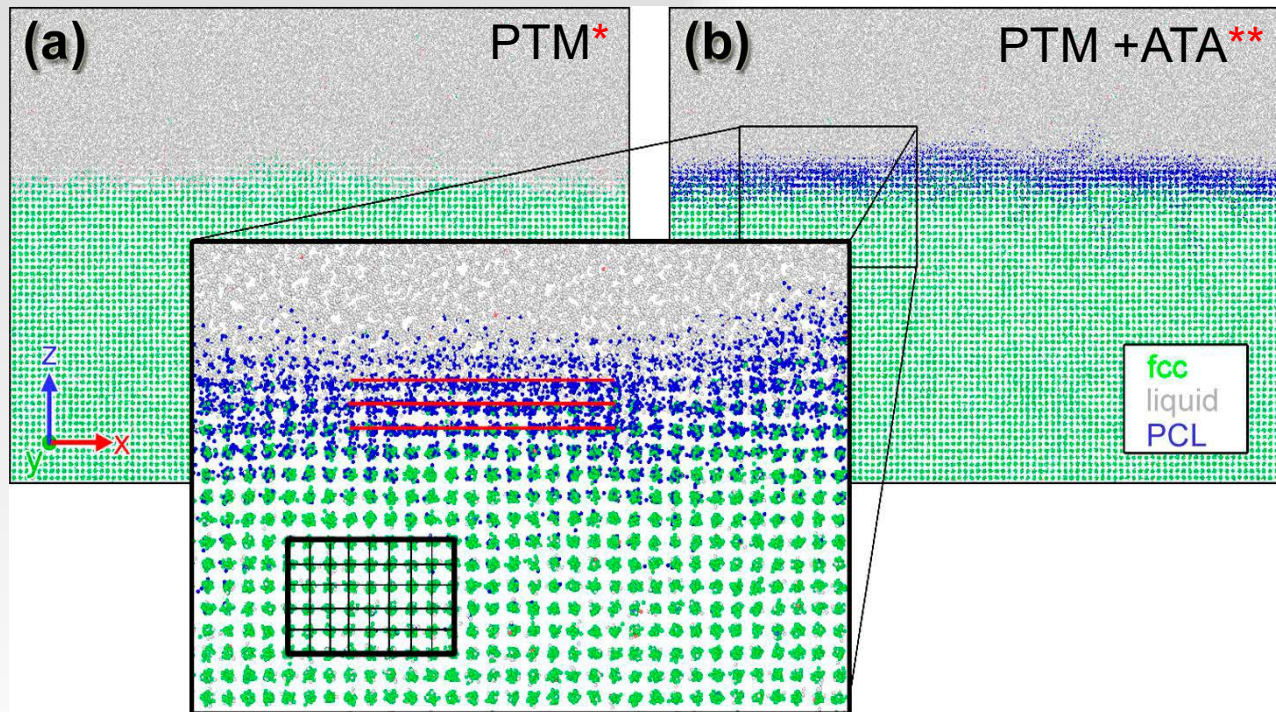 (a)
PTM*
(b)
PTM +ATA**
z
y
x
fcc
liquid
PCL